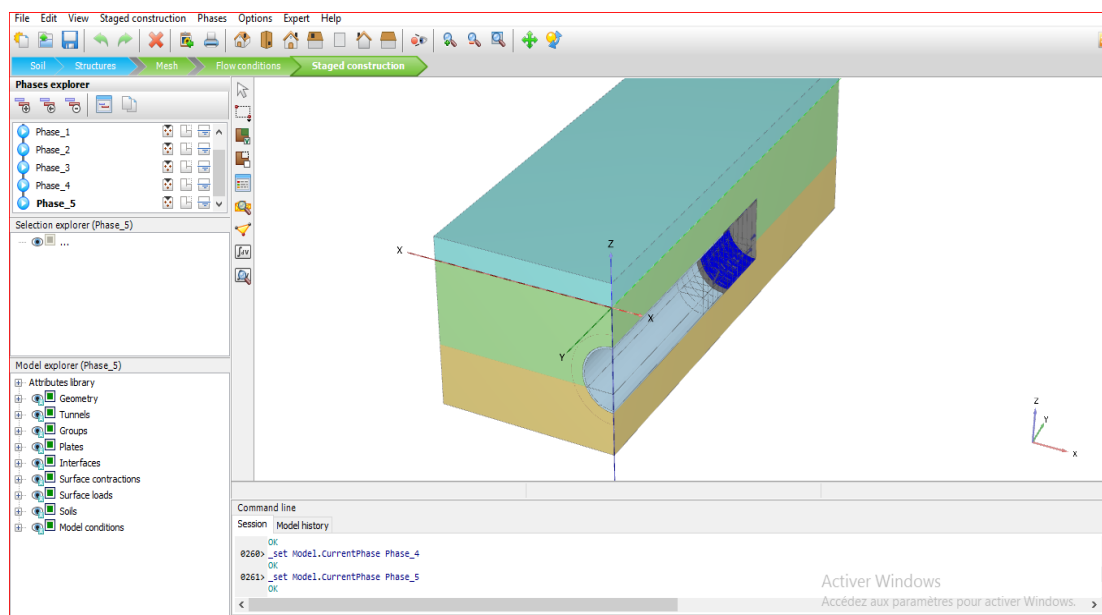 File Edit View Staged construction Phases Options Expert Help
Soil Structures Mesh Flow conditions Staged construction
Phases explorer
Phase_1
Phase_2
Phase_3
Phase_4
Phase_5
Selection explorer (Phase_5)
...
Model explorer (Phase_5)
Attributes library
Geometry
Tunnels
Groups
Plates
Interfaces
Surface contractions
Surface loads
Soils
Model conditions
Z
X
X
Y
Z
Y
X
Command line
Session Model history
OK
0260> _set Model.CurrentPhase Phase_4
OK
0261> _set Model.CurrentPhase Phase_5
OK
Activer Windows
Accédez aux paramètres pour activer Windows.